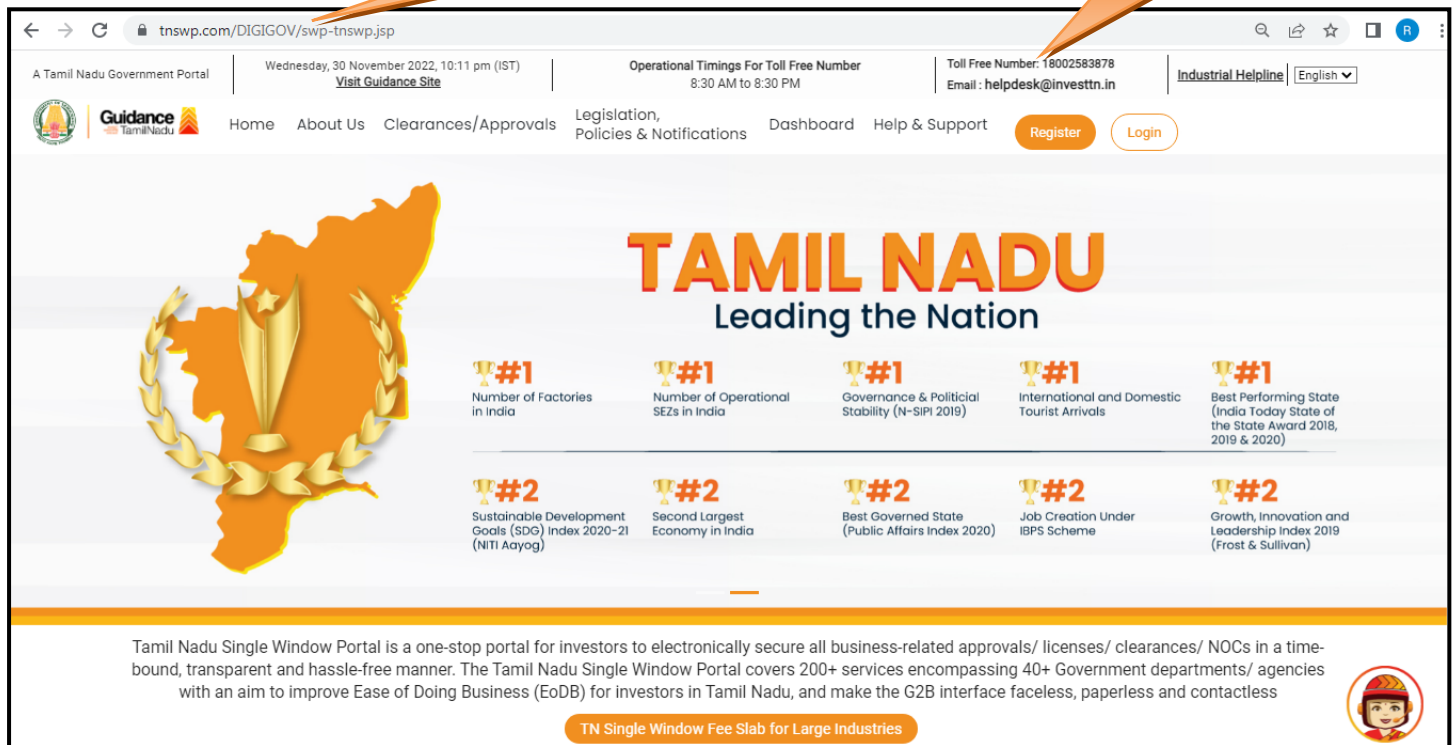 tnswp.com/DIGIGOV/swp-tnswp.jsp
R
A Tamil Nadu Government Portal
Wednesday, 30 November 2022, 10:11 pm (IST)
Visit Guidance Site
Operational Timings For Toll Free Number
8:30 AM to 8:30 PM
Toll Free Number: 18002583878
Email : helpdesk@investtn.in
Industrial Helpline
English
Guidance
TamilNadu
Home
About Us
Clearances/Approvals
Legislation,
Policies & Notifications
Dashboard
Help & Support
Register
Login
TAMIL NADU
Leading the Nation
#1
Number of Factories
in India
#1
Number of Operational
SEZs in India
#1
Governance & Politicial
Stability (N-SIPI 2019)
#1
International and Domestic
Tourist Arrivals
#1
Best Performing State
(India Today State of
the State Award 2018,
2019 & 2020)
#2
Sustainable Development
Goals (SDG) Index 2020-21
(NITI Aayog)
#2
Second Largest
Economy in India
#2
Best Governed State
(Public Affairs Index 2020)
#2
Job Creation Under
IBPS Scheme
#2
Growth, Innovation and
Leadership Index 2019
(Frost & Sullivan)
Tamil Nadu Single Window Portal is a one-stop portal for investors to electronically secure all business-related approvals/ licenses/ clearances/ NOCs in a time-
bound, transparent and hassle-free manner. The Tamil Nadu Single Window Portal covers 200+ services encompassing 40+ Government departments/ agencies
with an aim to improve Ease of Doing Business (EoDB) for investors in Tamil Nadu, and make the G2B interface faceless, paperless and contactless
TN Single Window Fee Slab for Large Industries